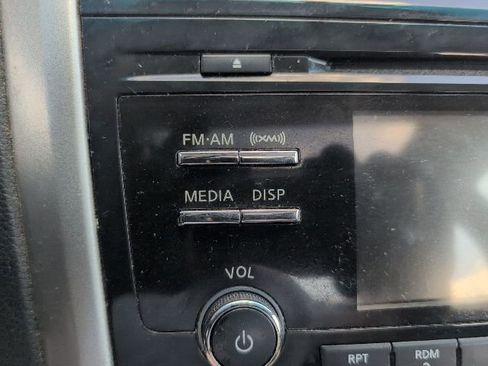 FM·AM ((XM))
MEDIA DISP
VOL
RPT RDM